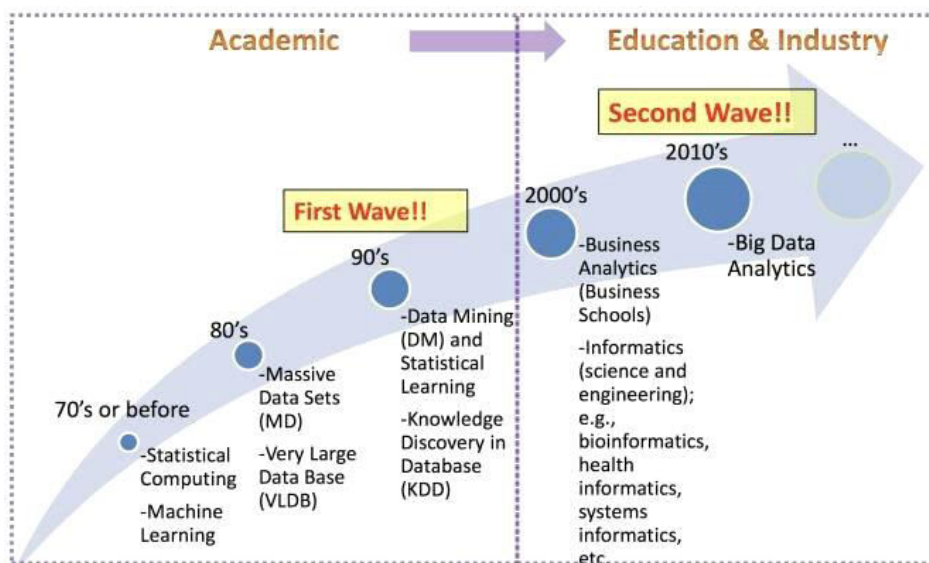 Academic
Education & Industry
First Wave!!
Second Wave!!
70's or before
-Statistical
Computing
-Machine
Learning
80's
-Massive
Data Sets
(MD)
-Very Large
Data Base
(VLDB)
90's
-Data Mining
(DM) and
Statistical
Learning
-Knowledge
Discovery in
Database
(KDD)
2000's
-Business
Analytics
(Business
Schools)
-Informatics
(science and
engineering);
e.g.,
bioinformatics,
health
informatics,
systems
informatics,
etc
2010's
-Big Data
Analytics
...